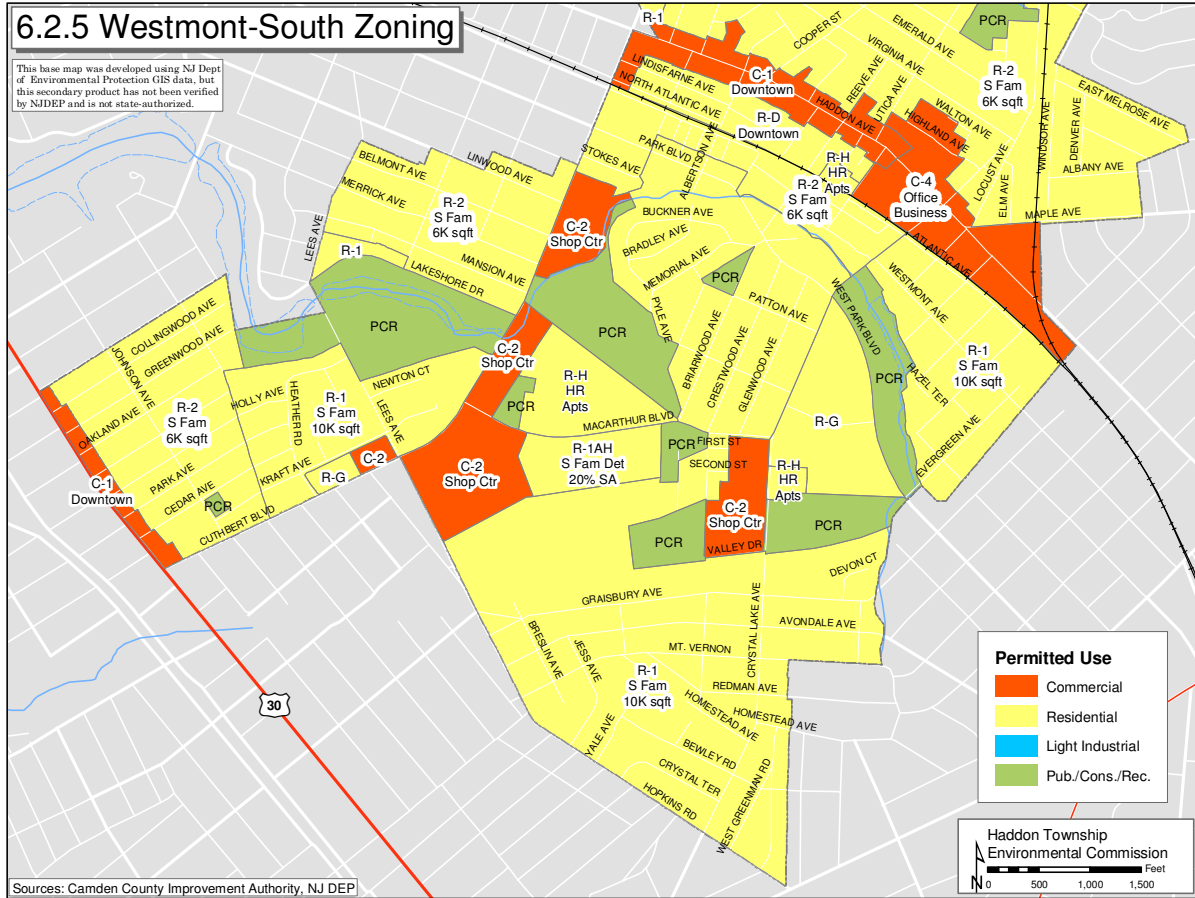 6.2.5 Westmont-South Zoning
This base map was developed using NJ Dept
of Environmental Protection GIS data, but
this secondary product has not been verified
by NJDEP and is not state-authorized.
R-1
COOPER ST
EMERALD AVE
PCR
VIRGINIA AVE
LINDISFARNE AVE
C-1
Downtown
REEVE AVE
R-2
S Fam
6K sqft
EAST MELROSE AVE
NORTH ATLANTIC AVE
HADDON AVE
UTICA AVE
WALTON AVE
WINDSOR AVE
DENVER AVE
R-D
Downtown
HIGHLAND AVE
STOKES AVE
PARK BLVD
ALBERTSON AVE
R-H
HR
Apts
LOCUST AVE
ALBANY AVE
BELMONT AVE
LINWOOD AVE
MERRICK AVE
R-2
S Fam
6K sqft
C-4
Office
Business
ELM AVE
MAPLE AVE
R-2
S Fam
6K sqft
C-2
Shop Ctr
BUCKNER AVE
LEES AVE
R-1
BRADLEY AVE
ATLANTIC AVE
MANSION AVE
LAKESHORE DR
MEMORIAL AVE
PCR
WESTMONT AVE
COLLINGWOOD AVE
PCR
PCR
PYLE AVE
PATTON AVE
WEST PARK BLVD
GREENWOOD AVE
JOHNSON AVE
C-2
Shop Ctr
BRIARWOOD AVE
CRESTWOOD AVE
GLENWOOD AVE
PCR
HAZEL TER
R-1
S Fam
10K sqft
NEWTON CT
HOLLY AVE
HEATHER RD
R-1
S Fam
10K sqft
LEES AVE
PCR
R-H
HR
Apts
OAKLAND AVE
R-2
S Fam
6K sqft
MACARTHUR BLVD
R-G
EVERGREEN AVE
PCR
FIRST ST
R-1AH
S Fam Det
20% SA
SECOND ST
C-2
R-G
KRAFT AVE
PARK AVE
C-2
Shop Ctr
R-H
HR
Apts
C-1
Downtown
CEDAR AVE
PCR
C-2
Shop Ctr
PCR
CUTHBERT BLVD
PCR
VALLEY DR
DEVON CT
GRAISBURY AVE
CRYSTAL LAKE AVE
AVONDALE AVE
BRESLIN AVE
JESS AVE
MT. VERNON
R-1
S Fam
10K sqft
REDMAN AVE
HOMESTEAD AVE
HOMESTEAD AVE
30
YALE AVE
BEWLEY RD
CRYSTAL TER
WEST GREENMAN RD
HOPKINS RD
Permitted Use
Commercial
Residential
Light Industrial
Pub./Cons./Rec.
Haddon Township
Environmental Commission
Feet
N
0 500 1,000 1,500
Sources: Camden County Improvement Authority, NJ DEP